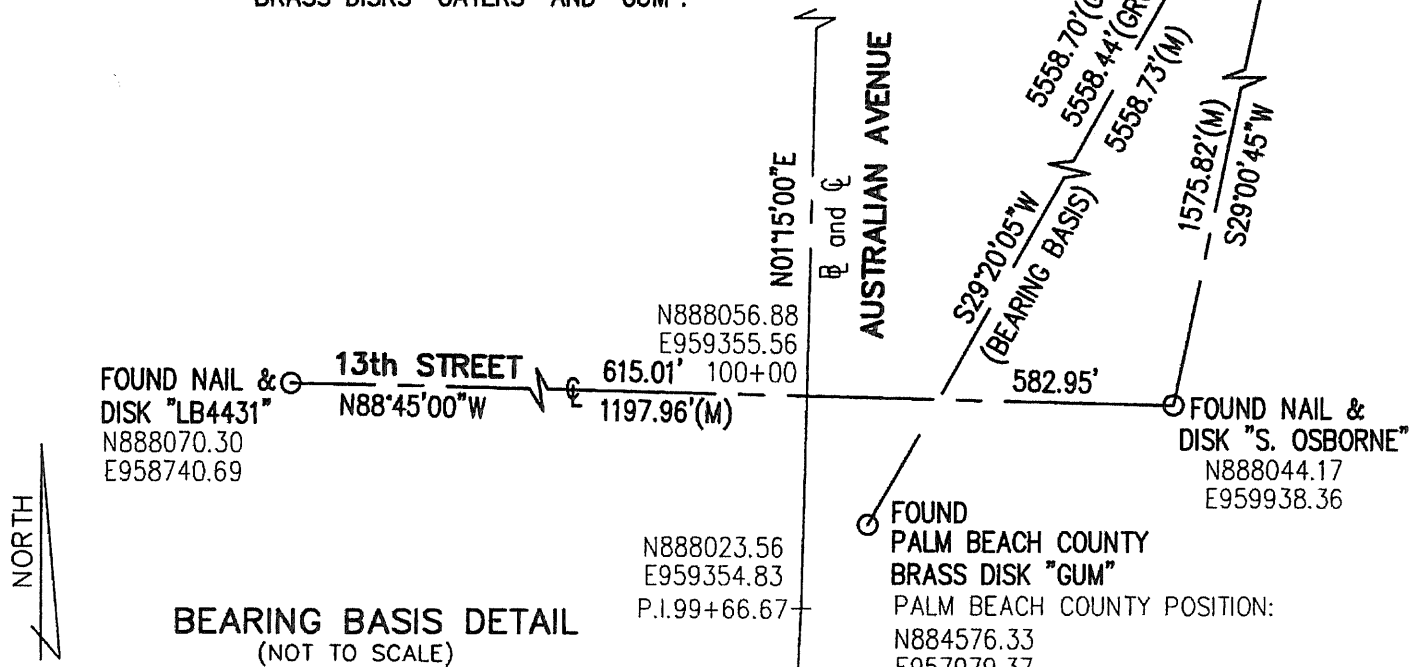 BRASS DISKS "GATERS" AND "GUM".
AUSTRALIAN AVENUE
N01°15'00"E
℄ and ℄
5558.70'
5558.44'
5558.73'(M)
S29°20'05"W
(BEARING BASIS)
1575.82'(M)
S29°00'45"W
N888056.88
E959355.56
100+00
FOUND NAIL &
DISK "LB4431"
N888070.30
E958740.69
13th STREET
N88°45'00"W
℄
615.01'
1197.96'(M)
582.95'
FOUND NAIL &
DISK "S. OSBORNE"
N888044.17
E959938.36
FOUND
PALM BEACH COUNTY
BRASS DISK "GUM"
PALM BEACH COUNTY POSITION:
N884576.33
E957979.37
N888023.56
E959354.83
P.I.99+66.67
NORTH
BEARING BASIS DETAIL
(NOT TO SCALE)